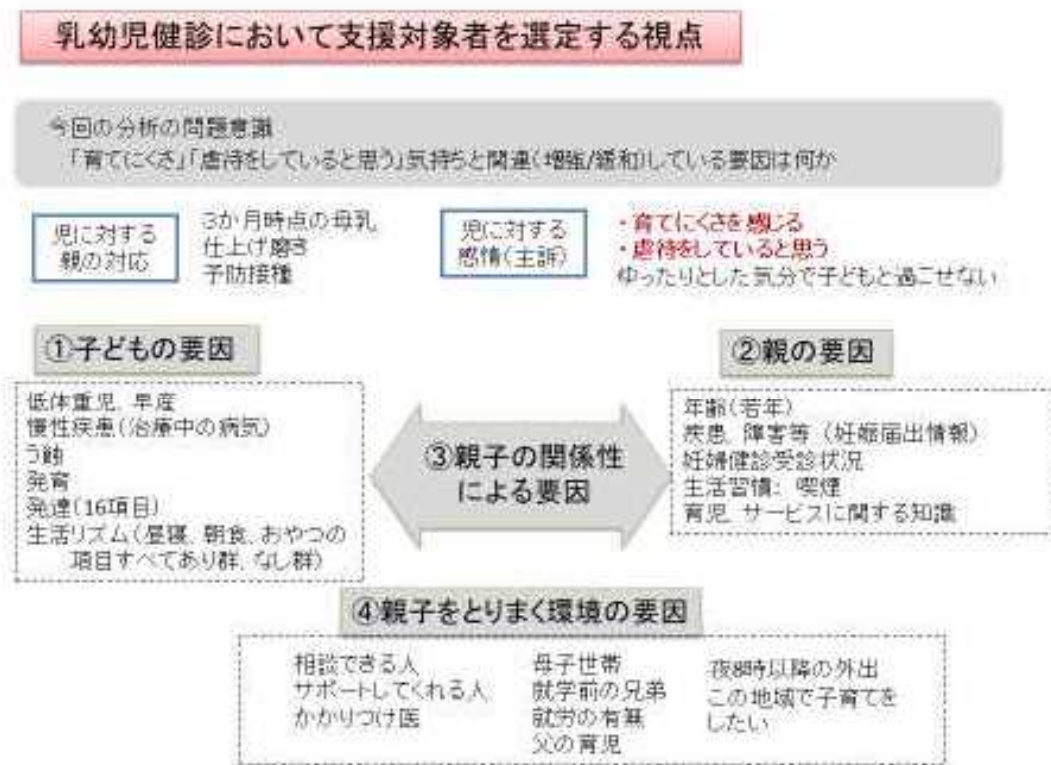 乳幼児健診において支援対象者を選定する視点
今回の分析の問題意識
「育てにくさ」「虐待をしていると思う」気持ちと関連(増強/緩和)している要因は何か
児に対する
親の対応
3か月時点の母乳
仕上げ磨き
予防接種
児に対する
感情(主訴)
・育てにくさを感じる
・虐待をしていると思う
ゆったりとした気分で子どもと過ごせない
①子どもの要因
低体重児、早産
慢性疾患(治療中の病気)
う蝕
発育
発達(16項目)
生活リズム(昼寝、朝食、おやつの
項目すべてあり群、なし群)
②親の要因
年齢(若年)
疾患、障害等 (妊娠届出情報)
妊婦健診受診状況
生活習慣: 喫煙
育児、サービスに関する知識
③親子の関係性
による要因
④親子をとりまく環境の要因
相談できる人
サポートしてくれる人
かかりつけ医
母子世帯
就学前の兄弟
就労の有無
父の育児
夜8時以降の外出
この地域で子育てを
したい